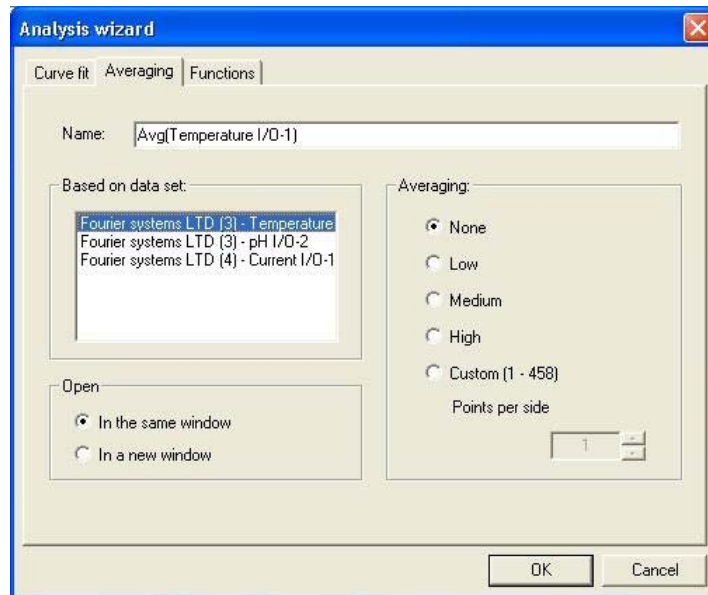 Analysis wizard
Curve fit Averaging Functions
Name: Avg(Temperature I/O-1)
Based on data set:
Fourier systems LTD (3) - Temperature
Fourier systems LTD (3) - pH I/O-2
Fourier systems LTD (4) - Current I/O-1
Open
In the same window
In a new window
Averaging:
None
Low
Medium
High
Custom (1 - 458)
Points per side
1
OK Cancel